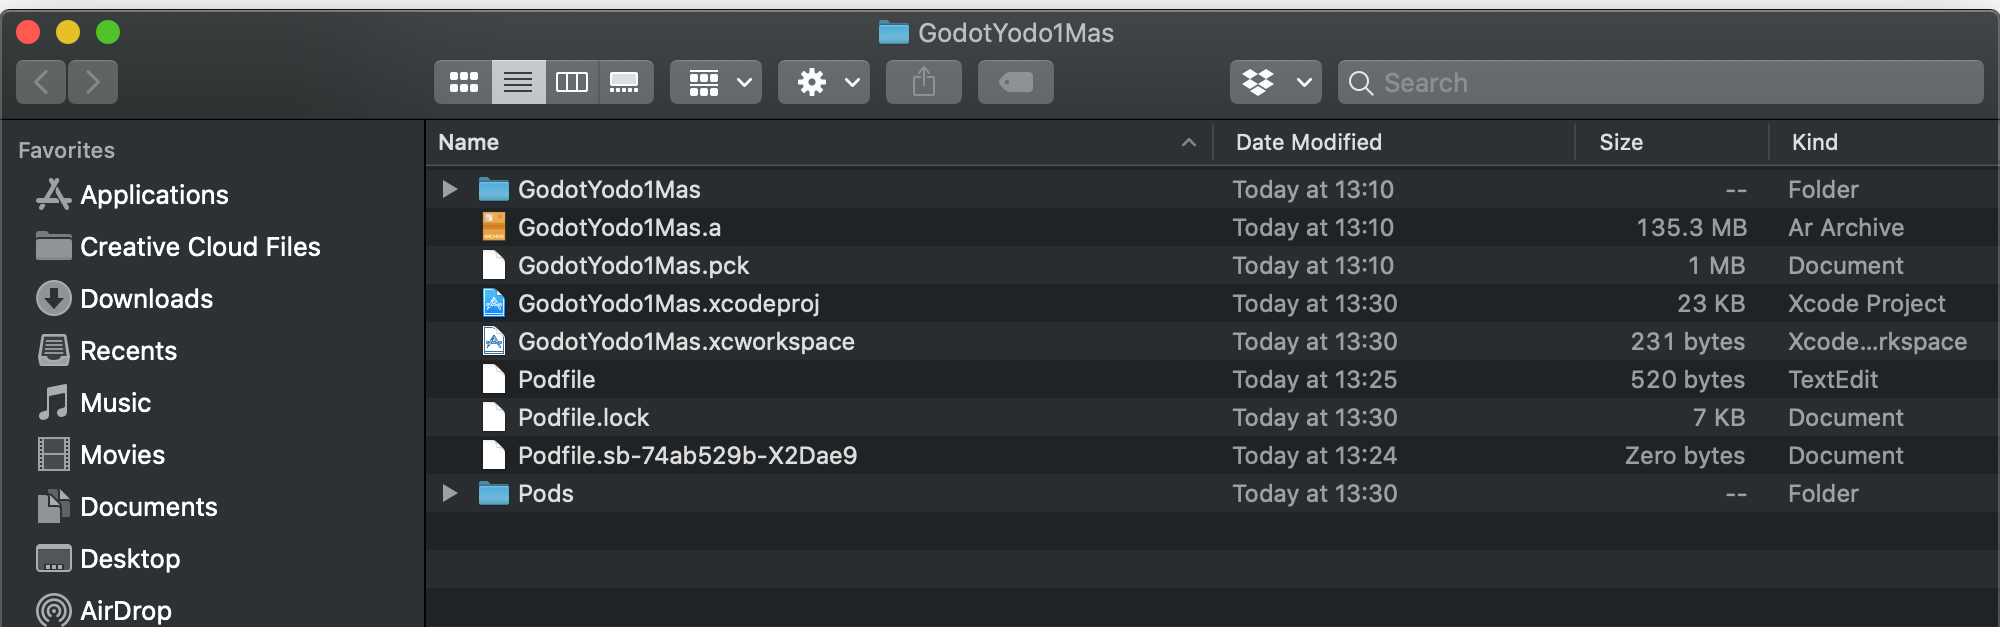 GodotYodo1Mas
Search
Favorites
Applications
Creative Cloud Files
Downloads
Recents
Music
Movies
Documents
Desktop
AirDrop
Name Date Modified Size Kind
GodotYodo1Mas Today at 13:10 -- Folder
GodotYodo1Mas.a Today at 13:10 135.3 MB Ar Archive
GodotYodo1Mas.pck Today at 13:10 1 MB Document
GodotYodo1Mas.xcodeproj Today at 13:30 23 KB Xcode Project
GodotYodo1Mas.xcworkspace Today at 13:30 231 bytes Xcode...rkspace
Podfile Today at 13:25 520 bytes TextEdit
Podfile.lock Today at 13:30 7 KB Document
Podfile.sb-74ab529b-X2Dae9 Today at 13:24 Zero bytes Document
Pods Today at 13:30 -- Folder